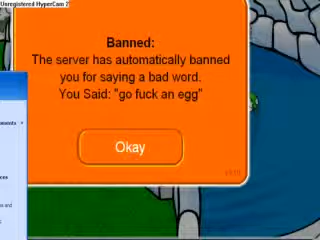 Unregistered HyperCam 2
Banned:
The server has automatically banned
you for saying a bad word.
You Said: "go fuck an egg"
Okay